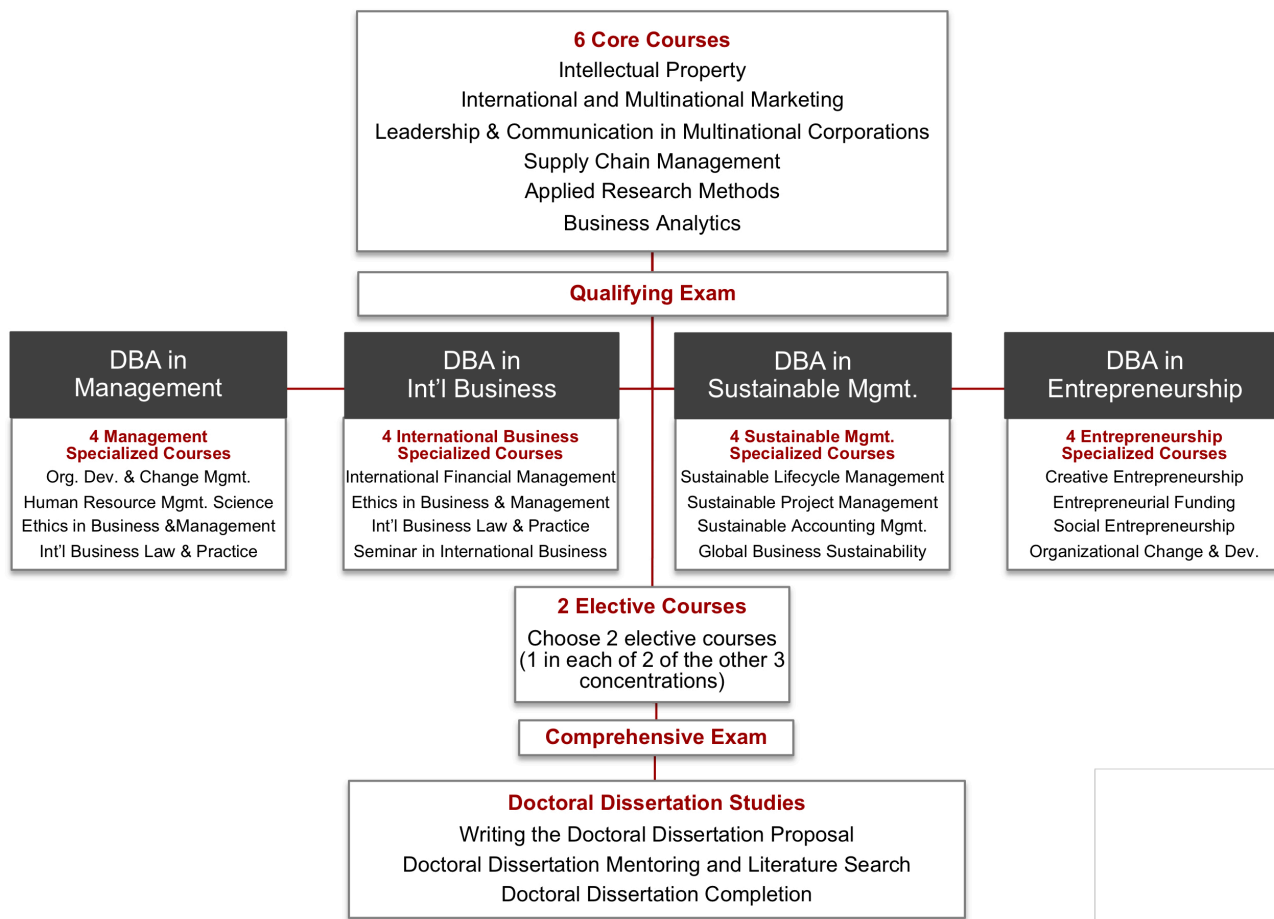 6 Core Courses
Intellectual Property
International and Multinational Marketing
Leadership & Communication in Multinational Corporations
Supply Chain Management
Applied Research Methods
Business Analytics
Qualifying Exam
DBA in
Management
4 Management
Specialized Courses
Org. Dev. & Change Mgmt.
Human Resource Mgmt. Science
Ethics in Business &Management
Int'l Business Law & Practice
DBA in
Int'l Business
4 International Business
Specialized Courses
International Financial Management
Ethics in Business & Management
Int'l Business Law & Practice
Seminar in International Business
DBA in
Sustainable Mgmt.
4 Sustainable Mgmt.
Specialized Courses
Sustainable Lifecycle Management
Sustainable Project Management
Sustainable Accounting Mgmt.
Global Business Sustainability
DBA in
Entrepreneurship
4 Entrepreneurship
Specialized Courses
Creative Entrepreneurship
Entrepreneurial Funding
Social Entrepreneurship
Organizational Change & Dev.
2 Elective Courses
Choose 2 elective courses
(1 in each of 2 of the other 3
concentrations)
Comprehensive Exam
Doctoral Dissertation Studies
Writing the Doctoral Dissertation Proposal
Doctoral Dissertation Mentoring and Literature Search
Doctoral Dissertation Completion